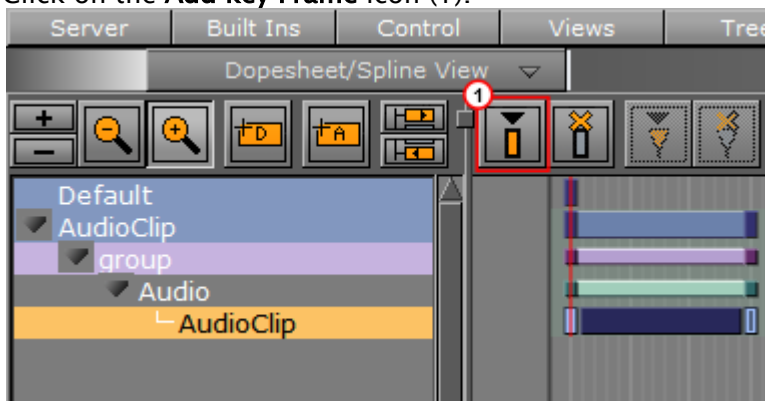 Click on the Add Key Frame icon (1).
Server Built Ins Control Views Tree
Dopesheet/Spline View
1
+ D A
-
Default
AudioClip
group
Audio
AudioClip